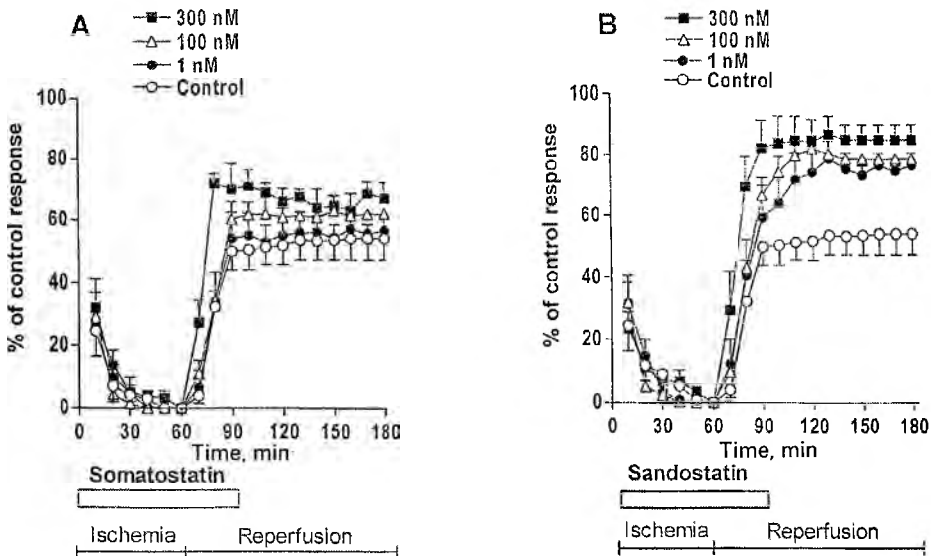 A
300 nM
100 nM
1 nM
Control
% of control response
100
80
60
40
20
0
0 30 60 90 120 150 180
Time, min
Somatostatin
Ischemia Reperfusion
B
300 nM
100 nM
1 nM
Control
% of control response
100
80
60
40
20
0
0 30 60 90 120 150 180
Time, min
Sandostatin
Ischemia Reperfusion